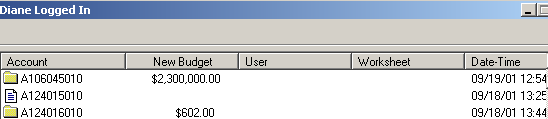 Diane Logged In
Account New Budget User Worksheet Date-Time
A106045010 $2,300,000.00 09/19/01 12:54
A124015010 09/18/01 13:25
A124016010 $602.00 09/18/01 13:44